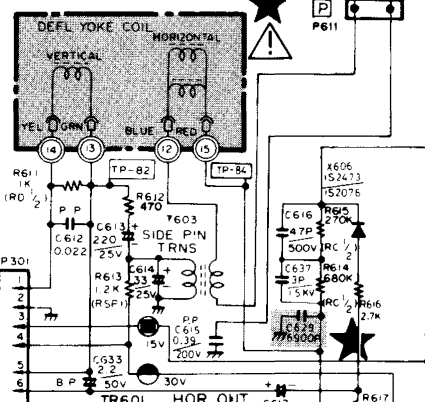 DEFL YOKE COIL
P
P611
HORIZONTAL
VERTICAL
YEL GRN BLUE RED
14 13 12 15
TP-82
TP-84
R611
1K
(RD 1/2)
X606
1S2473
1S2076
R612
470
P.P
C612
0.022
C613
220
25V
T603
SIDE PIN
TRNS
C616
47P
500V
R615
270K
(RC 1/2)
P301
R613
1.2K
(RSF1)
C614
33
25V
C637
3P
1.5KV
R614
680K
(RC 1/2)
R616
2.7K
1
2
3
4
5
6
15V
P.P
C615
0.39
200V
C629
6900P
C633
2.2
50V
B.P
30V
TR601 HOR OUT
R617